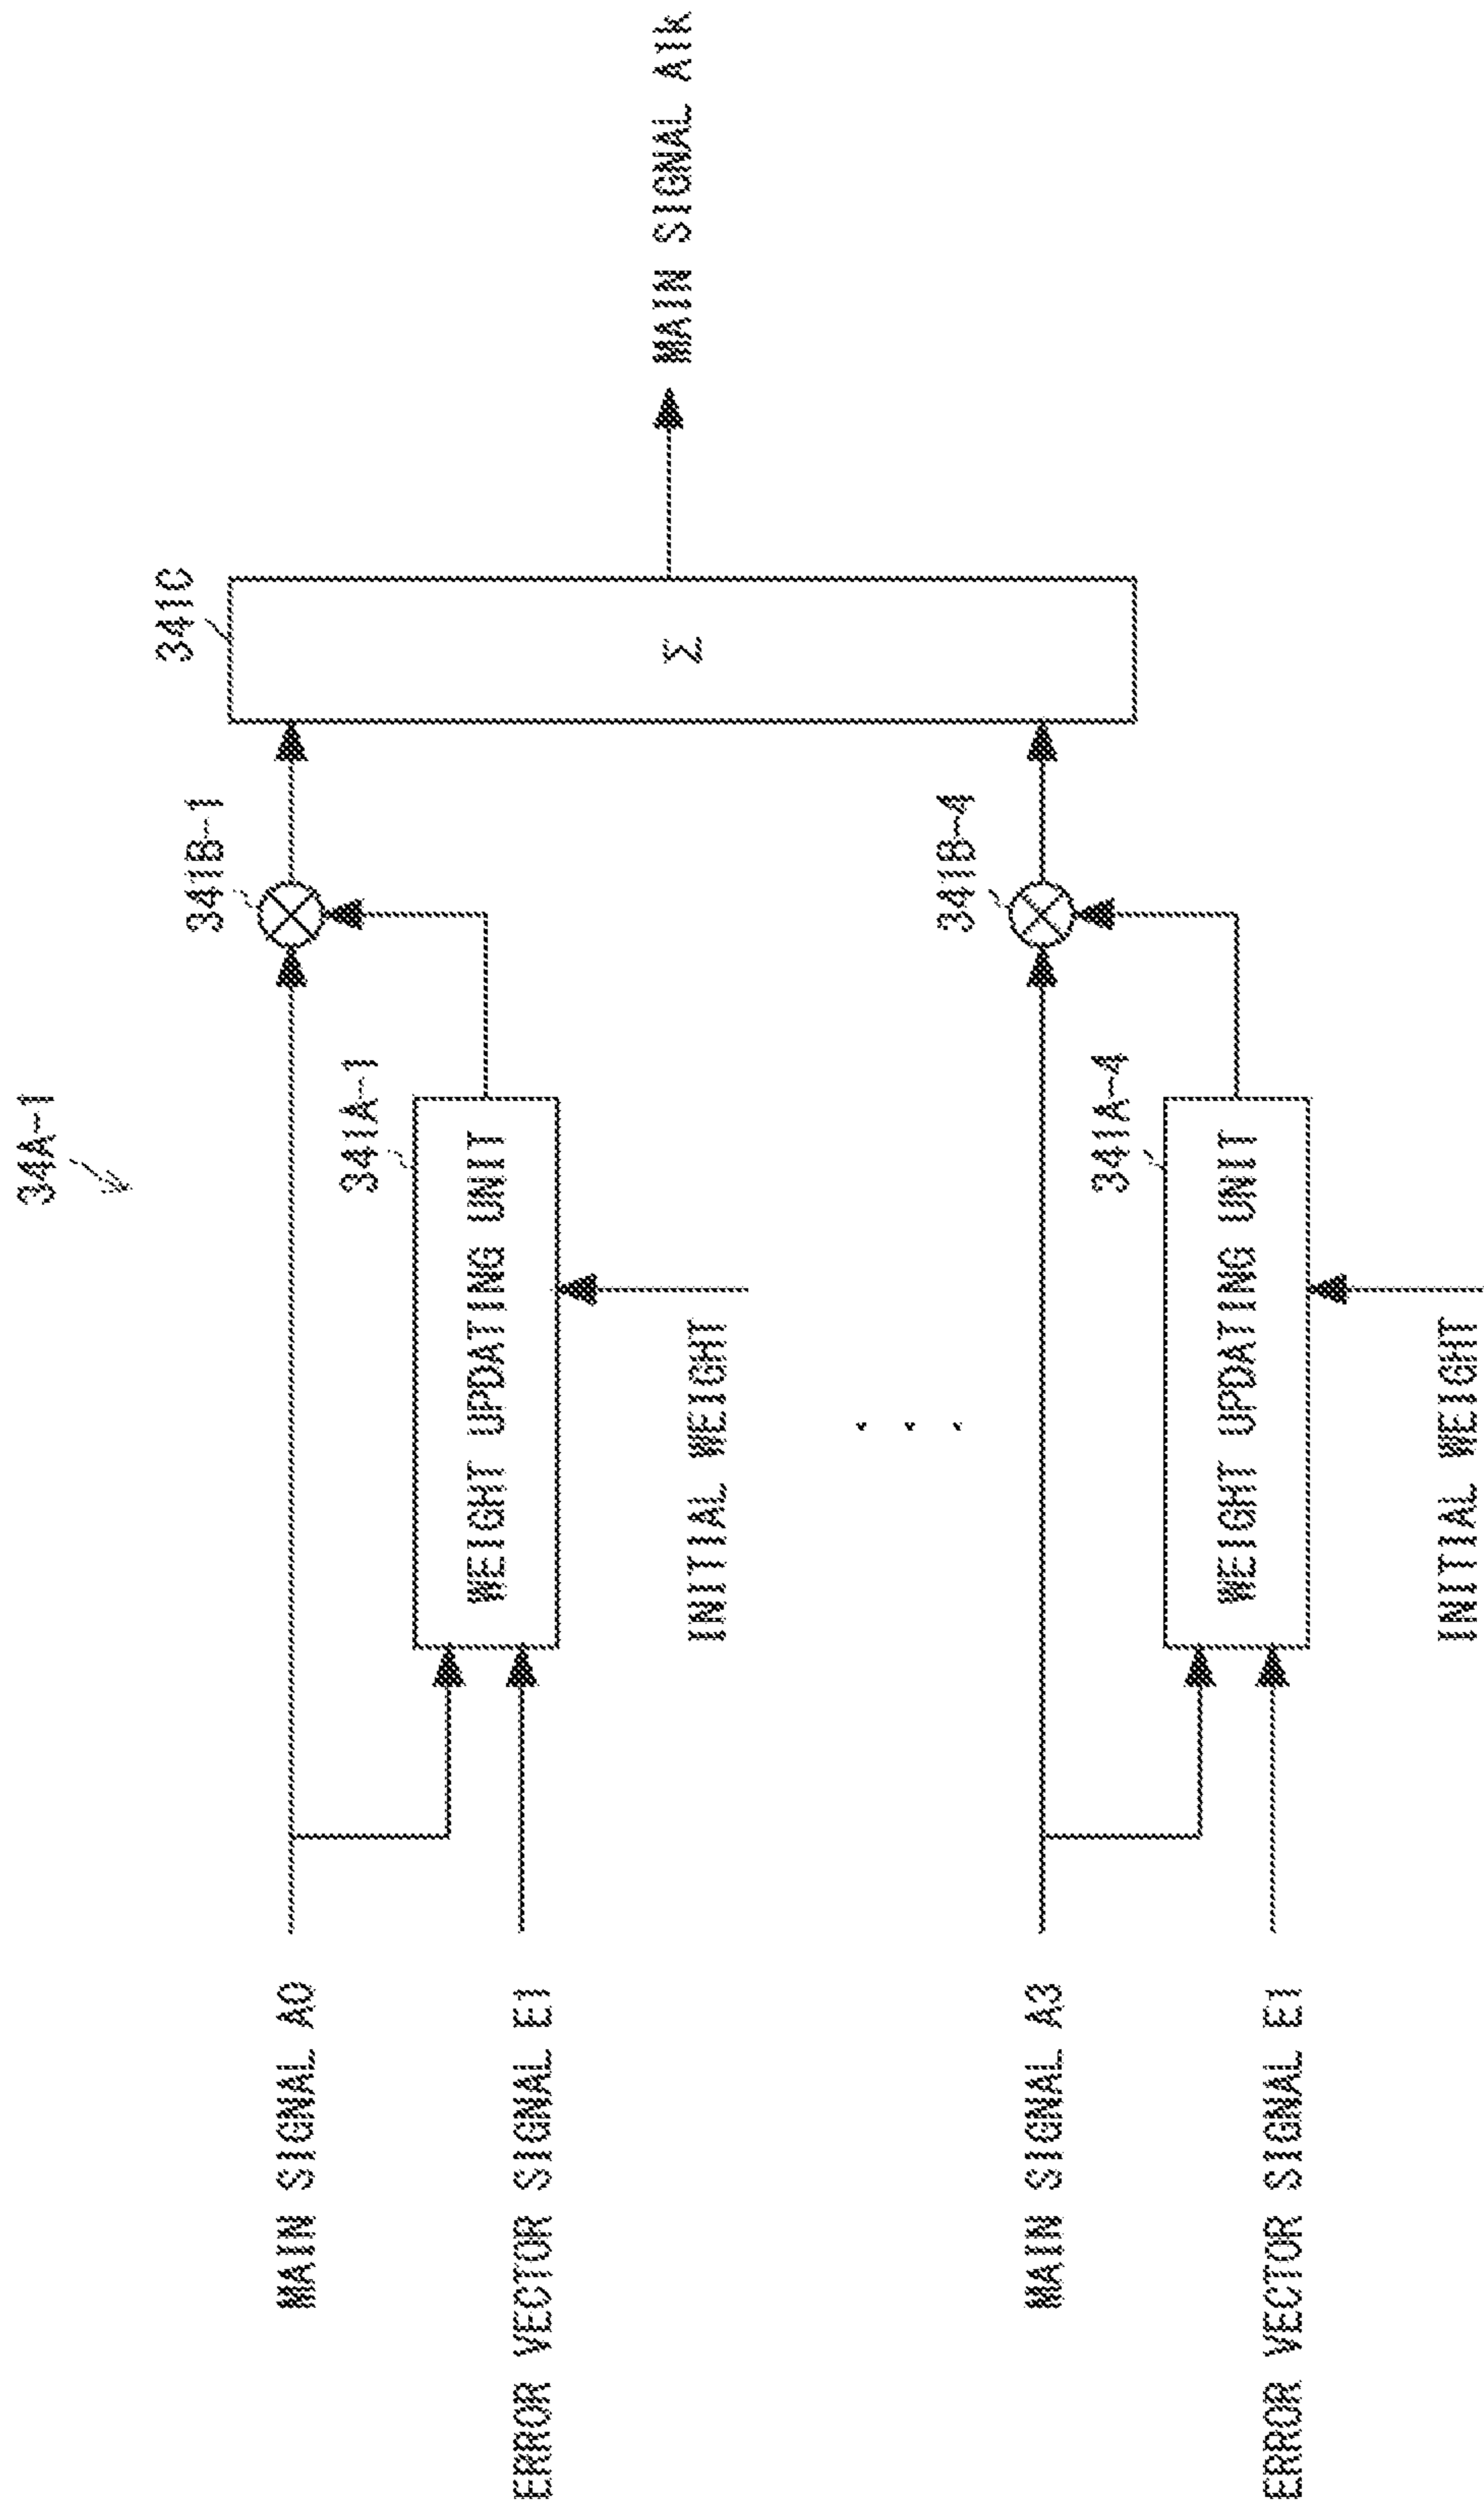 34A-1
MAIN SIGNAL A0
341B-1
341C
341A-1
WEIGHT UPDATING UNIT
ERROR VECTOR SIGNAL E1
INITIAL WEIGHT
Σ
MAIN SIGNAL A1k
. . .
MAIN SIGNAL A3
341B-4
341A-4
WEIGHT UPDATING UNIT
ERROR VECTOR SIGNAL E1
INITIAL WEIGHT